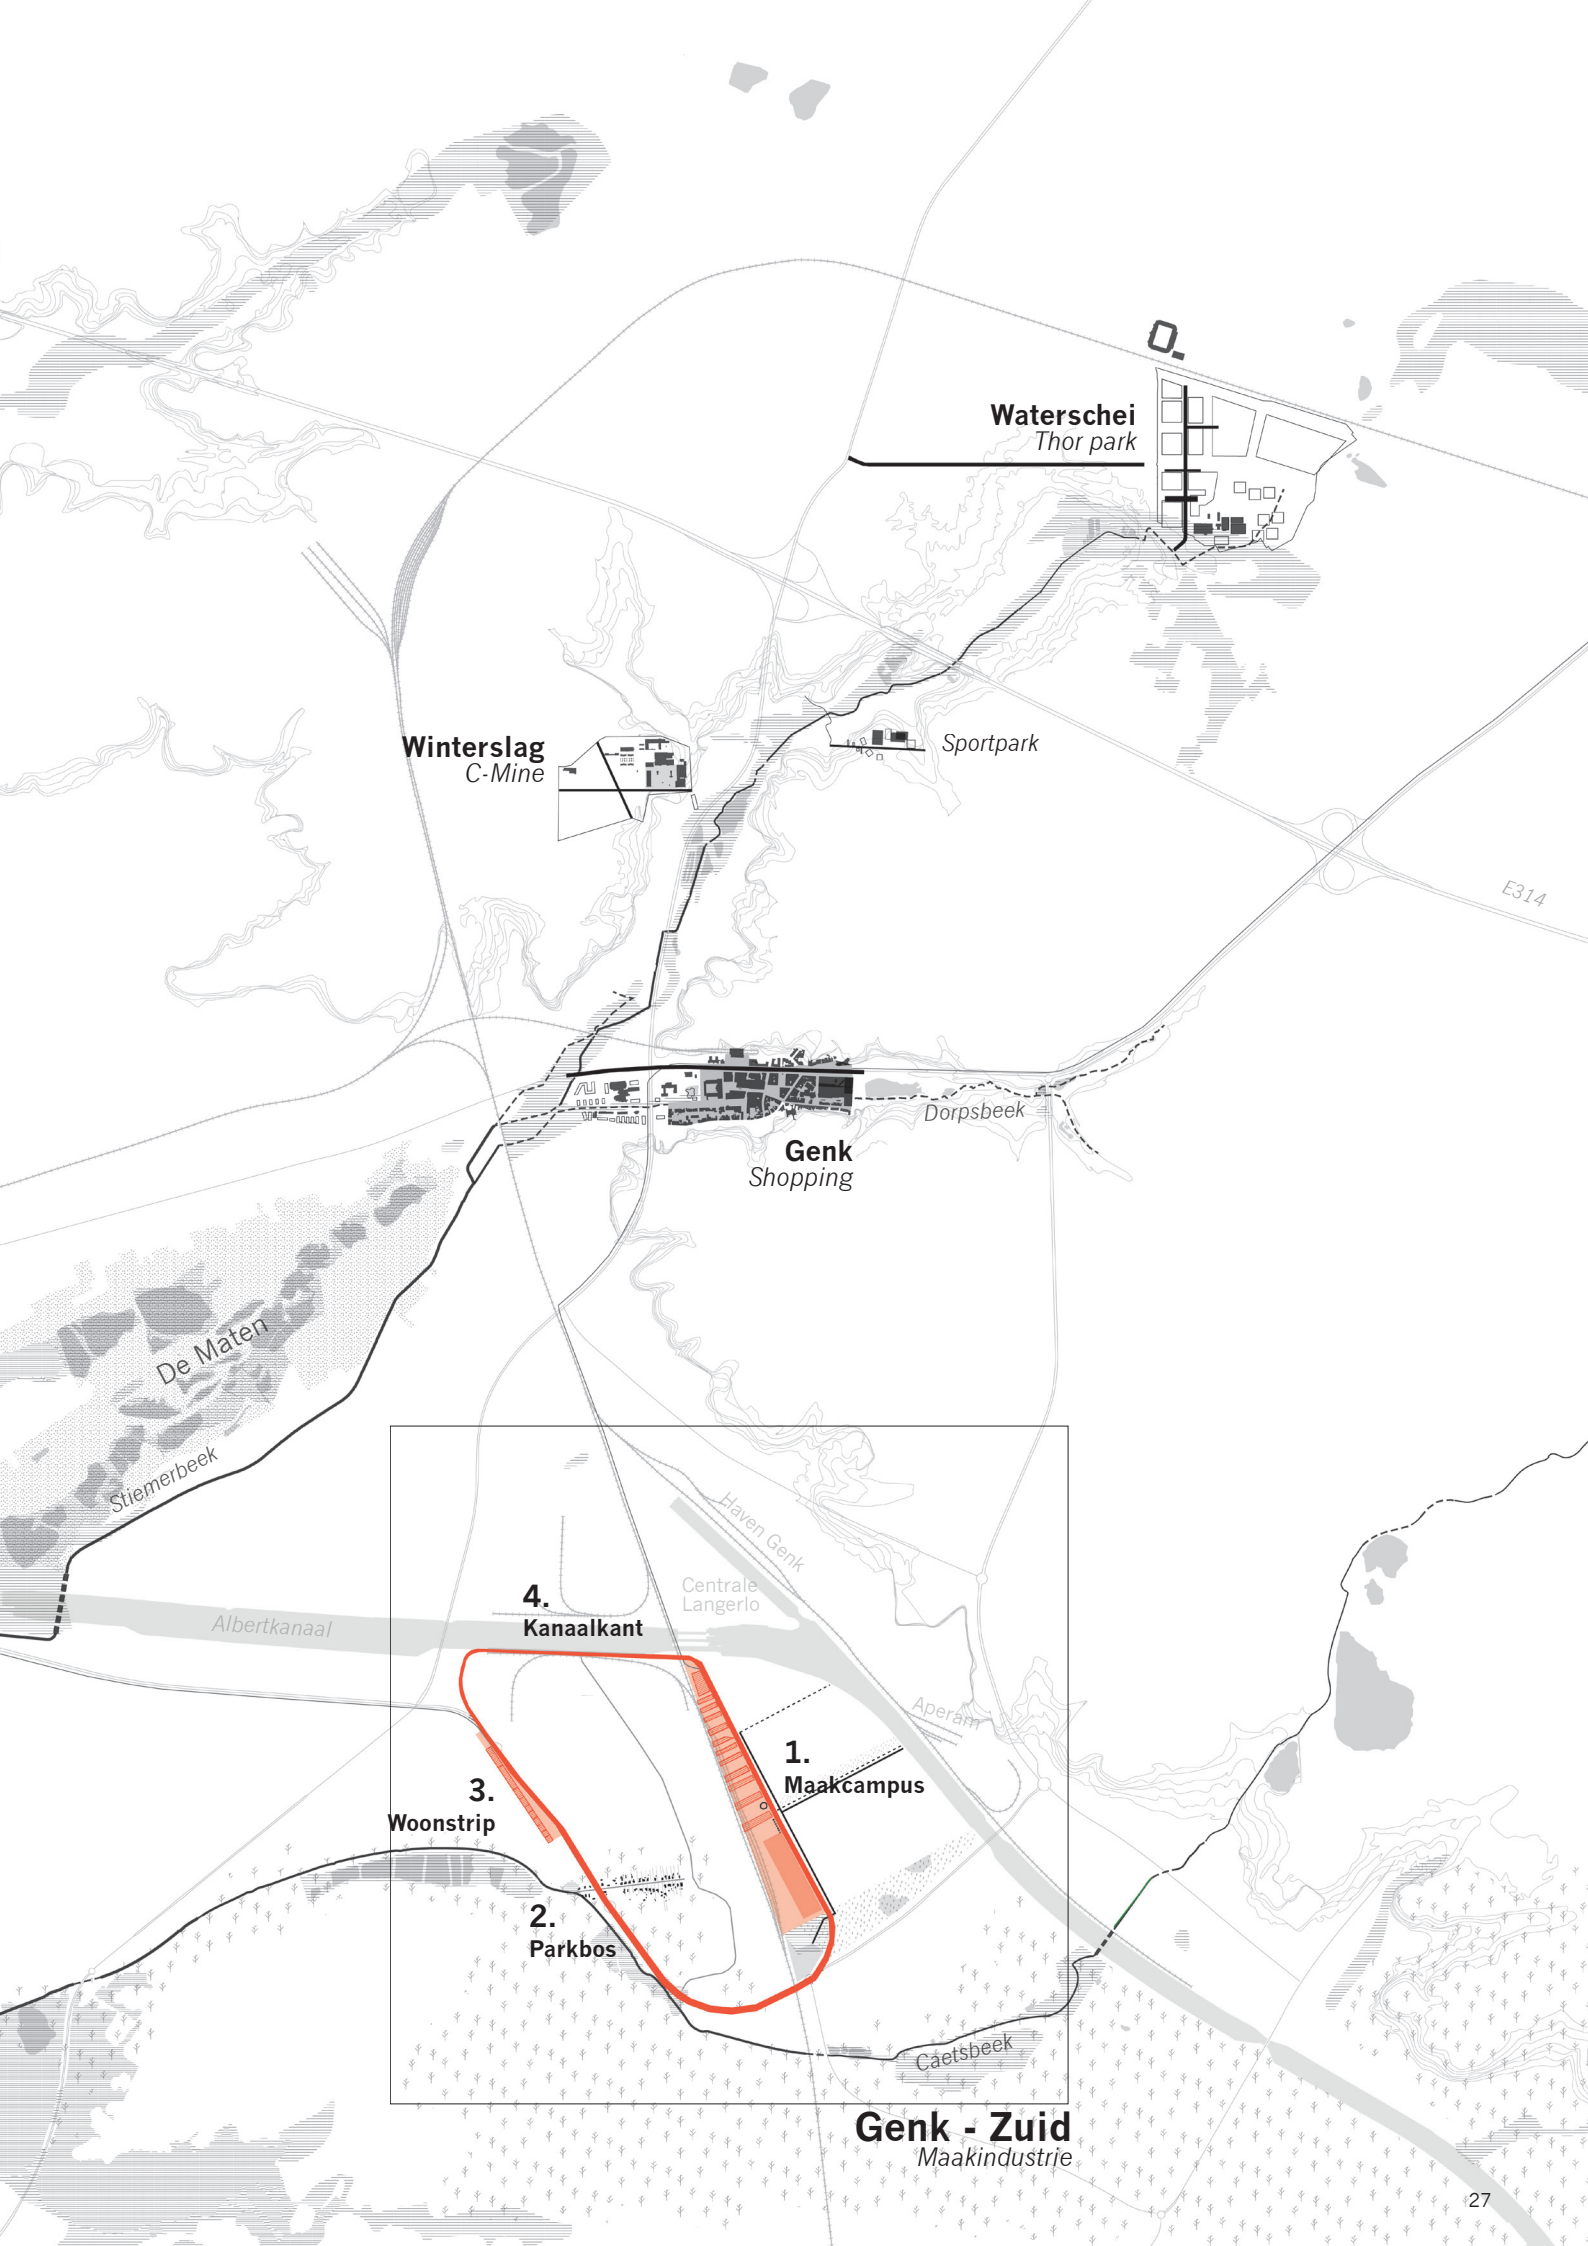 Waterschei
Thor park
Winterslag
C-Mine
Sportpark
E314
Dorpsbeek
Genk
Shopping
De Maten
Stiemerbeek
Haven Genk
Centrale
Langerlo
4.
Kanaalkant
Albertkanaal
Aperam
1.
Maakcampus
3.
Woonstrip
2.
Parkbos
Caetsbeek
Genk - Zuid
Maakindustrie
27